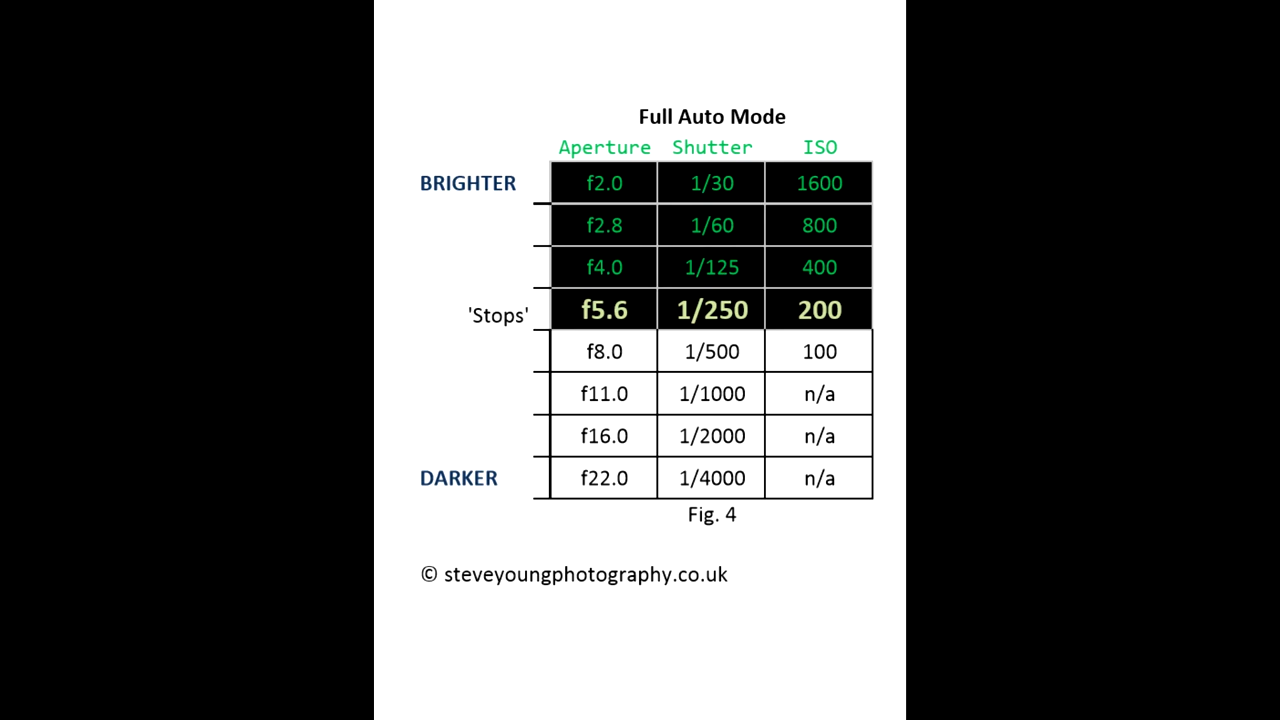 Full Auto Mode
Aperture Shutter ISO
BRIGHTER f2.0 1/30 1600
f2.8 1/60 800
f4.0 1/125 400
'Stops' f5.6 1/250 200
f8.0 1/500 100
f11.0 1/1000 n/a
f16.0 1/2000 n/a
DARKER f22.0 1/4000 n/a
Fig. 4
© steveyoungphotography.co.uk